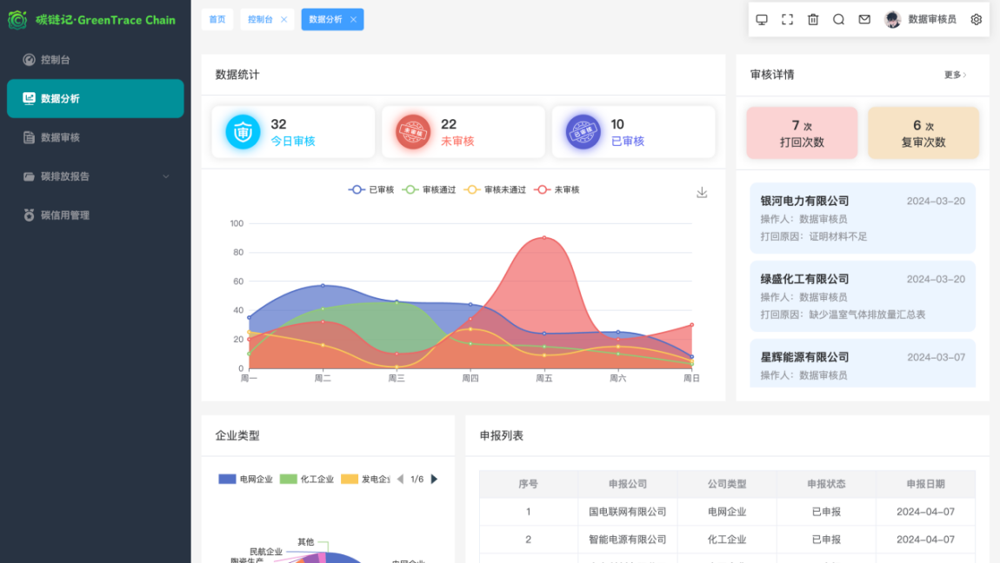 碳链记·GreenTrace Chain
控制台
数据分析
数据审核
碳排放报告
碳信用管理
首页
控制台
数据分析
数据审核员
数据统计
32
今日审核
审
22
未审核
未审核
10
已审核
已审核
已审核 审核通过 审核未通过 未审核
100
80
60
40
20
0
周一 周二 周三 周四 周五 周六 周日
审核详情
更多
7 次
打回次数
6 次
复审次数
银河电力有限公司 2024-03-20
操作人：数据审核员
打回原因：证明材料不足
绿盛化工有限公司 2024-03-20
操作人：数据审核员
打回原因：缺少温室气体排放量汇总表
星辉能源有限公司 2024-03-07
操作人：数据审核员
企业类型
电网企业 化工企业 发电企业 1/6
其他
民航企业
陶瓷生产
电网企业
申报列表
序号 申报公司 公司类型 申报状态 申报日期
1 国电联网有限公司 电网企业 已申报 2024-04-07
2 智能电源有限公司 化工企业 已申报 2024-04-07